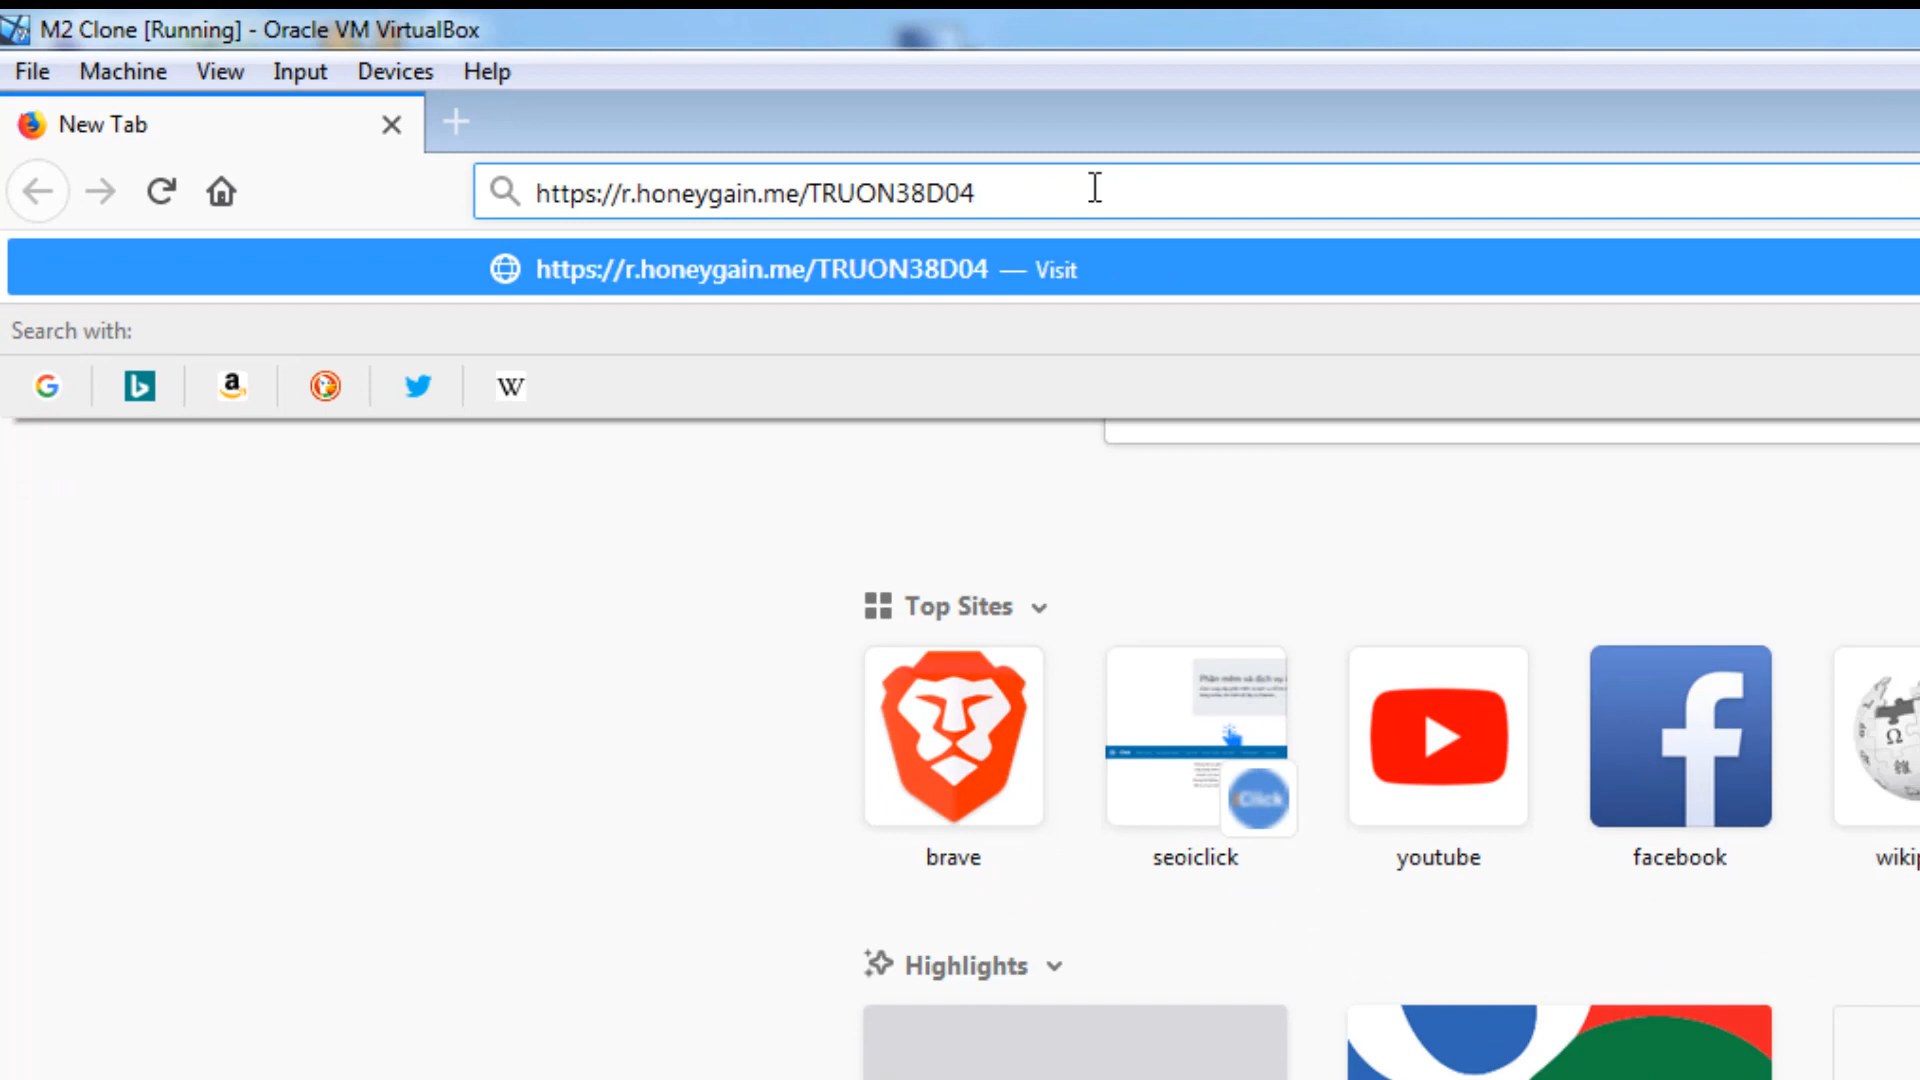 M2 Clone [Running] - Oracle VM VirtualBox
File Machine View Input Devices Help
New Tab
https://r.honeygain.me/TRUON38D04
https://r.honeygain.me/TRUON38D04 — Visit
Search with:
Top Sites
brave
seoiclick
youtube
facebook
wikip
Highlights